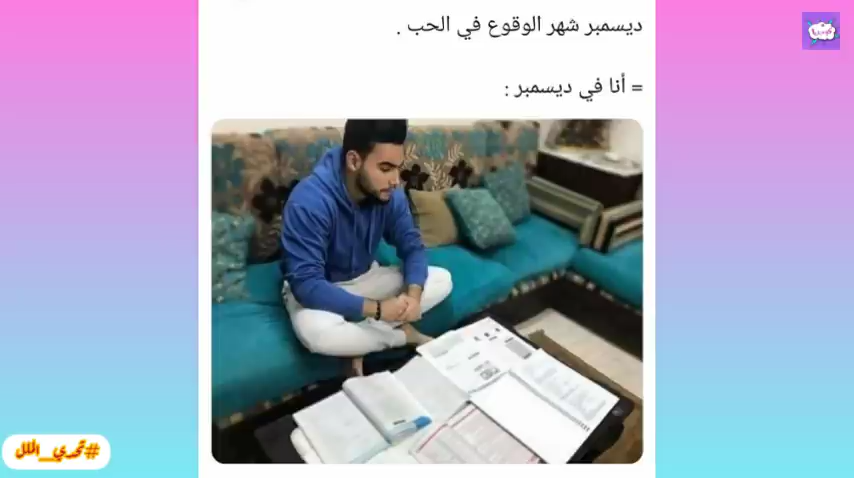 ديسمبر شهر الوقوع في الحب .
= أنا في ديسمبر :
#تحدي_الملل